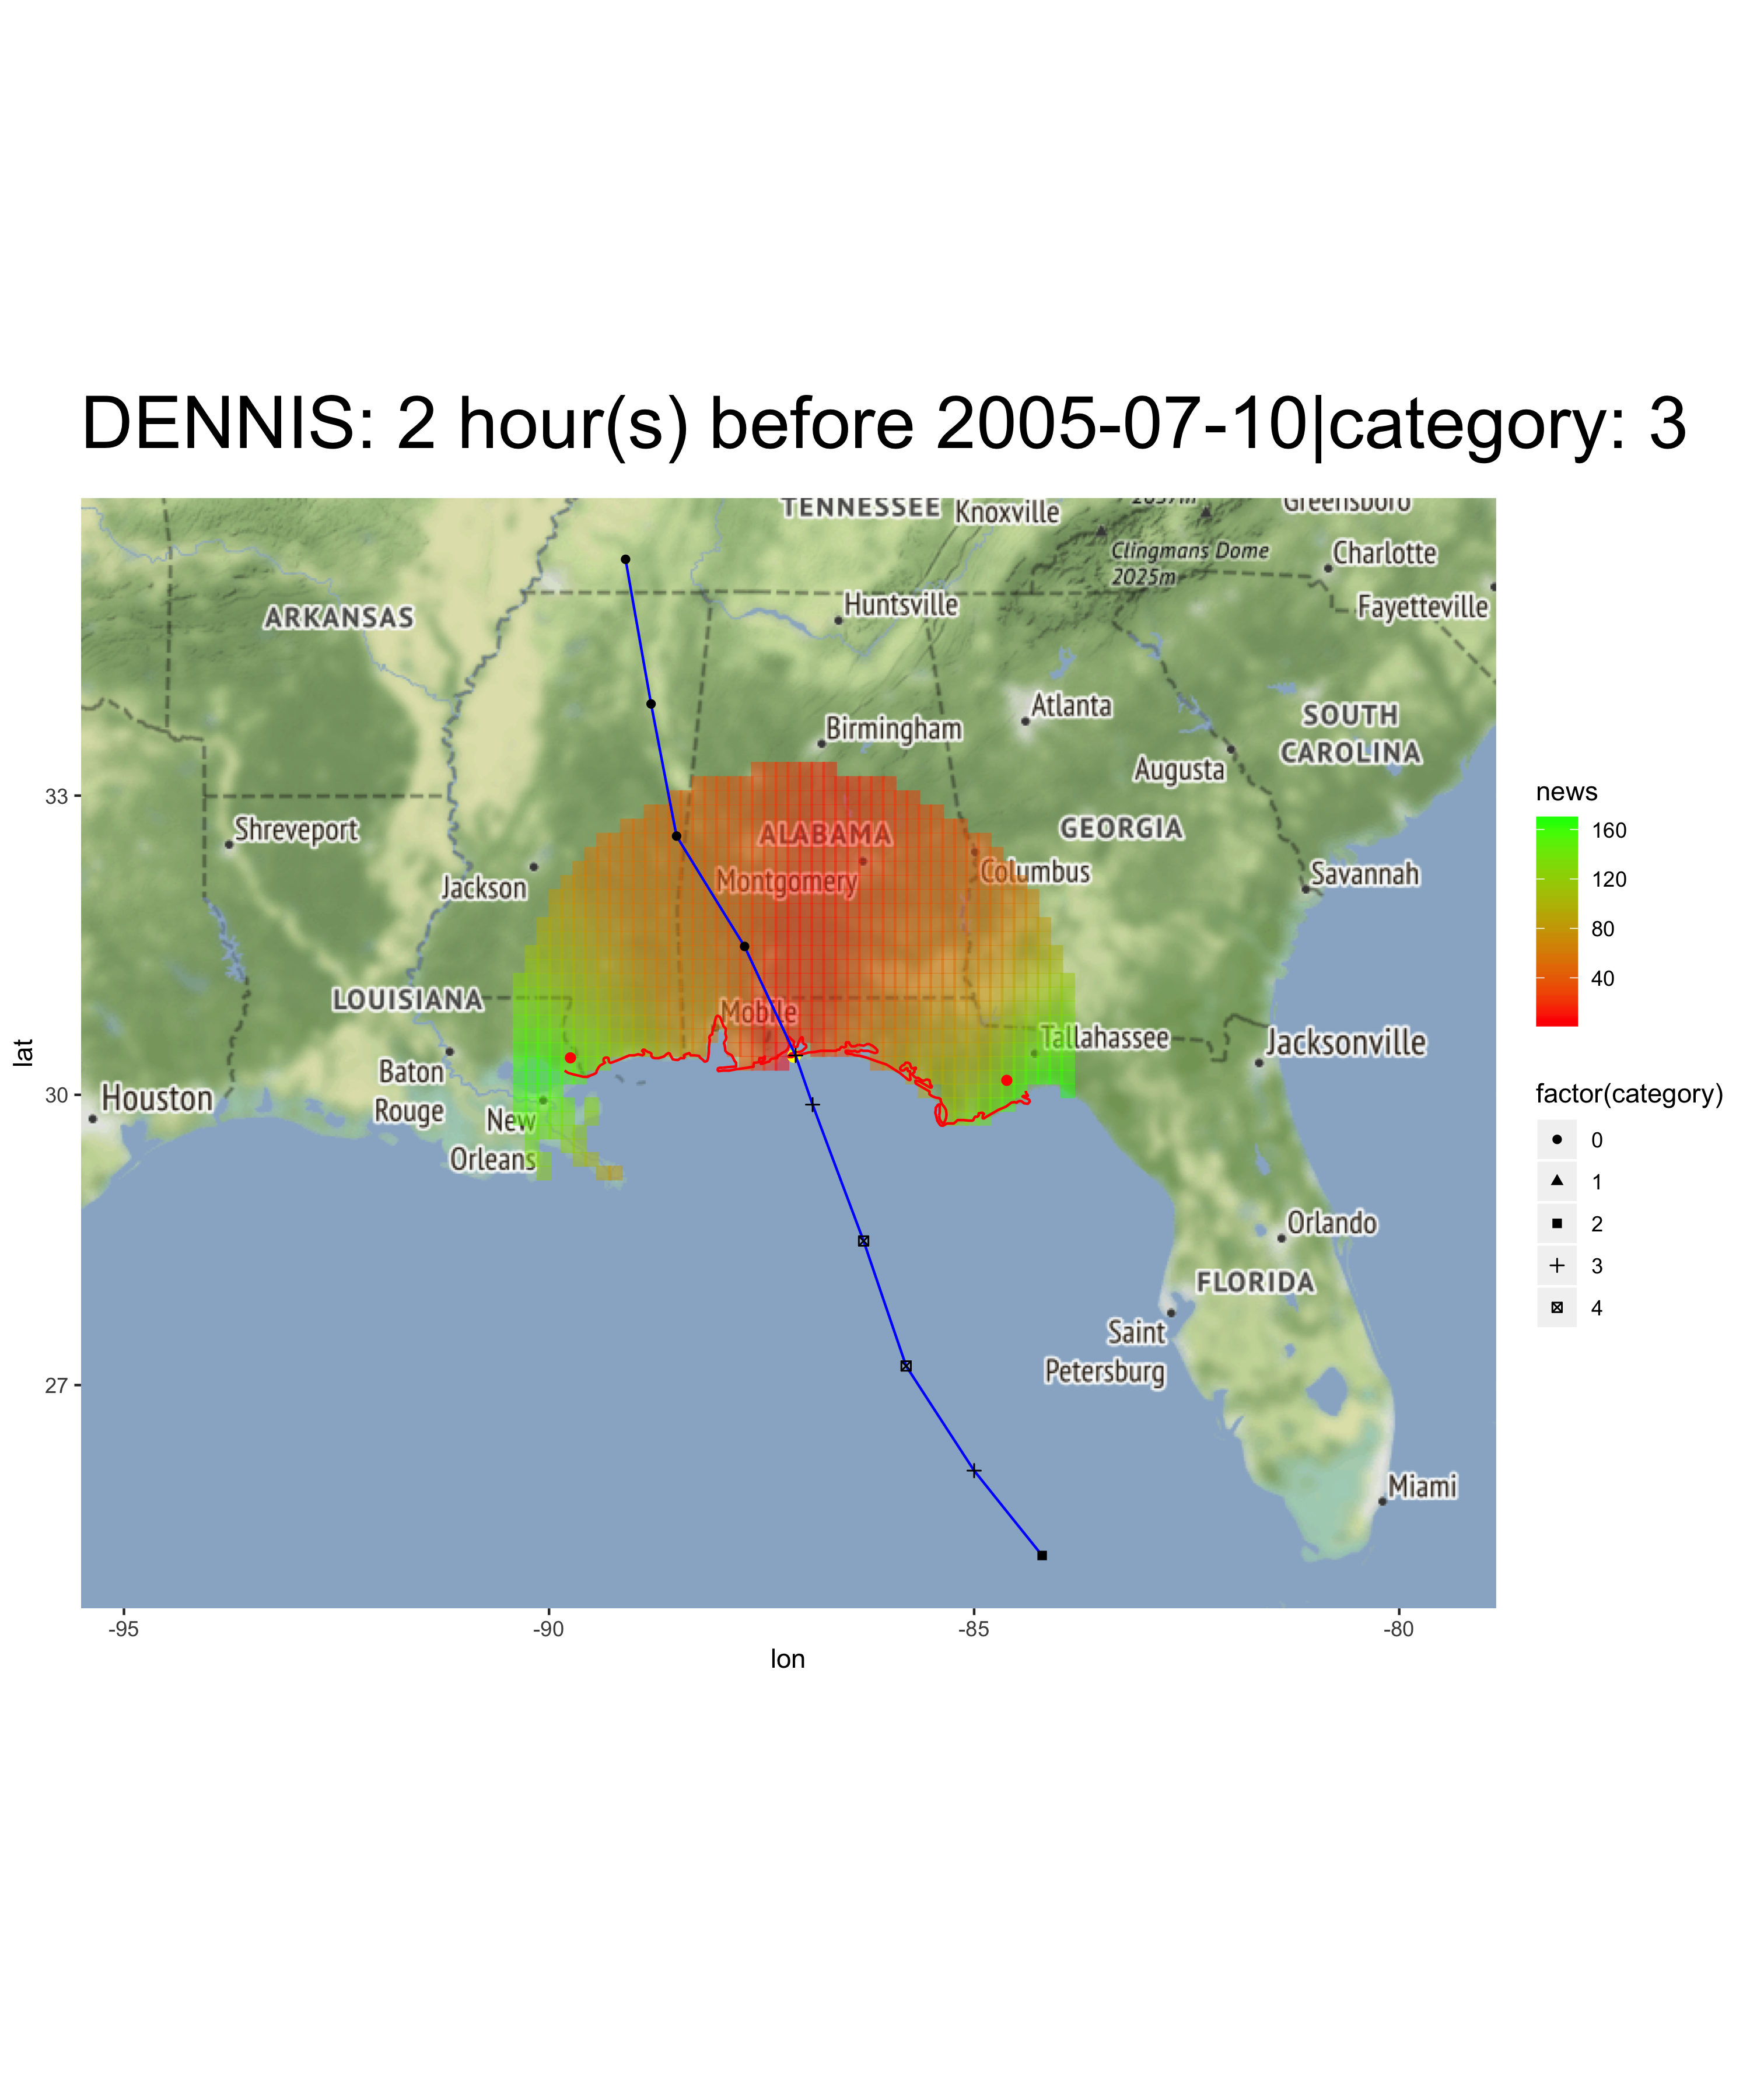 DENNIS: 2 hour(s) before 2005-07-10|category: 3
TENNESSEE
Knoxville
2037m
Greensboro
Clingmans Dome
2025m
Charlotte
ARKANSAS
Huntsville
Fayetteville
Atlanta
SOUTH
CAROLINA
Birmingham
Augusta
33
Shreveport
ALABAMA
GEORGIA
Jackson
Montgomery
Columbus
Savannah
LOUISIANA
Mobile
Tallahassee
Jacksonville
Baton
Rouge
Houston
30
New
Orleans
Orlando
FLORIDA
Saint
Petersburg
27
Miami
lat
-95
-90
-85
-80
lon
news
160
120
80
40
factor(category)
0
1
2
3
4